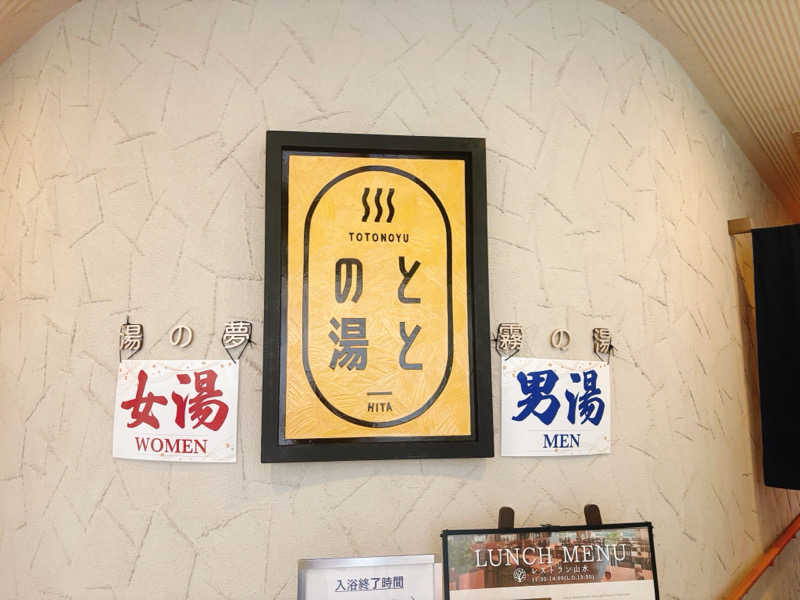 TOTONOYU
とと
の湯
HITA
湯の夢
女湯
WOMEN
霧の湯
男湯
MEN
入浴終了時間
LUNCH MENU
レストラン山水